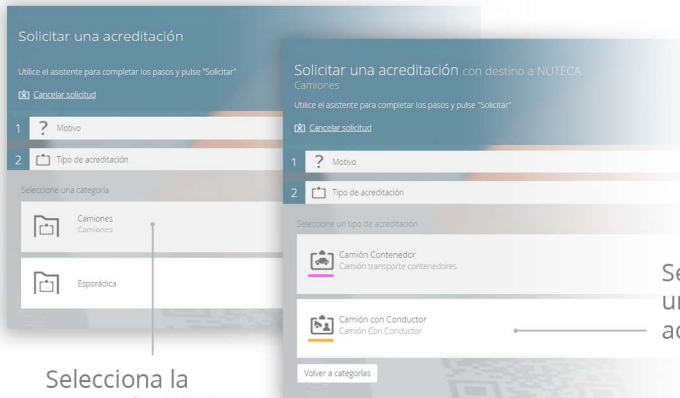 Solicitar una acreditación
Utilice el asistente para completar los pasos y pulse "Solicitar"
Cancelar solicitud
1 ? Motivo
2 Tipo de acreditación
Seleccione una categoría
Camiones
Camiones
Esporádica
Selecciona la
Solicitar una acreditación con destino a NUTECA
Camiones
Utilice el asistente para completar los pasos y pulse "Solicitar"
Cancelar solicitud
1 ? Motivo
2 Tipo de acreditación
Seleccione un tipo de acreditación
Camión Contenedor
Camión transporte contenedores
Camión con Conductor
Camión Con Conductor
Volver a categorías